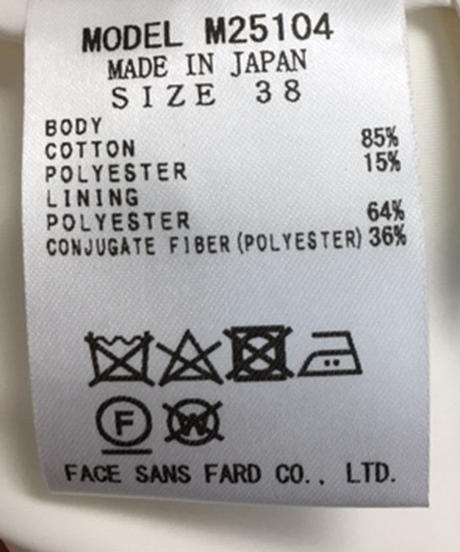 MODEL M25104
MADE IN JAPAN
SIZE 38
BODY
COTTON 85%
POLYESTER 15%
LINING
POLYESTER 64%
CONJUGATE FIBER (POLYESTER) 36%
F W
FACE SANS FARD CO., LTD.